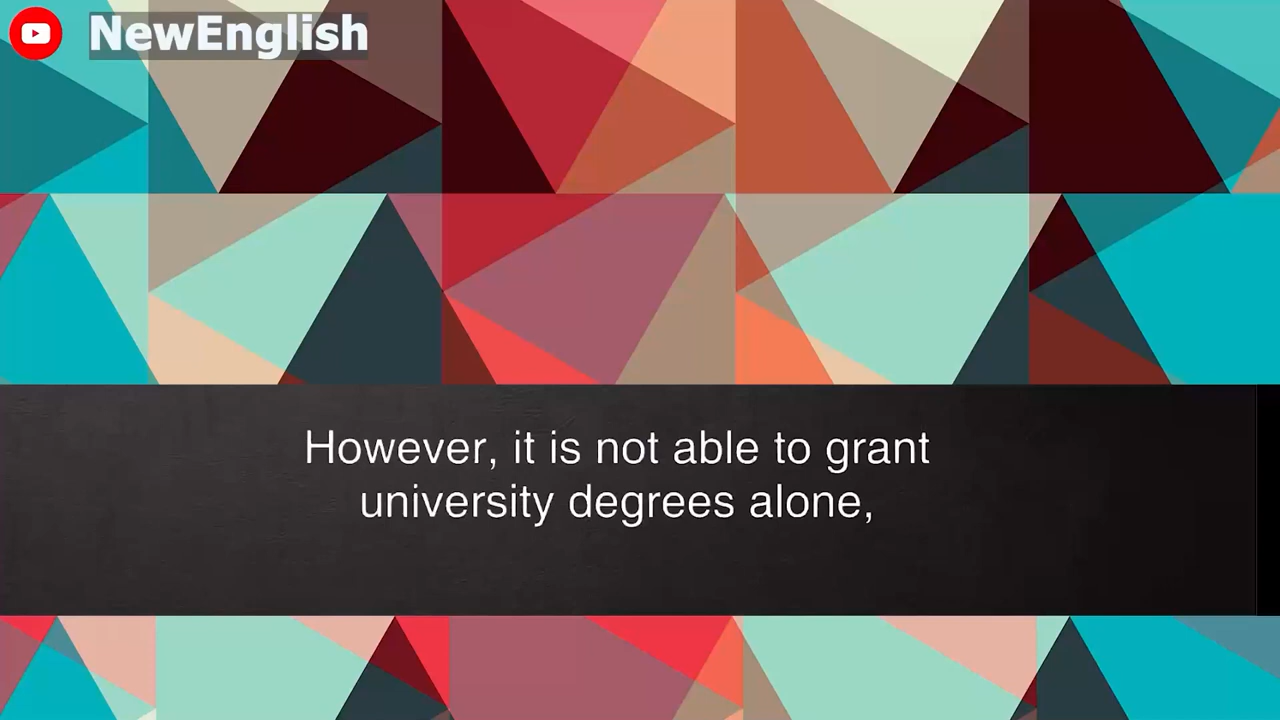 NewEnglish
However, it is not able to grant
university degrees alone,